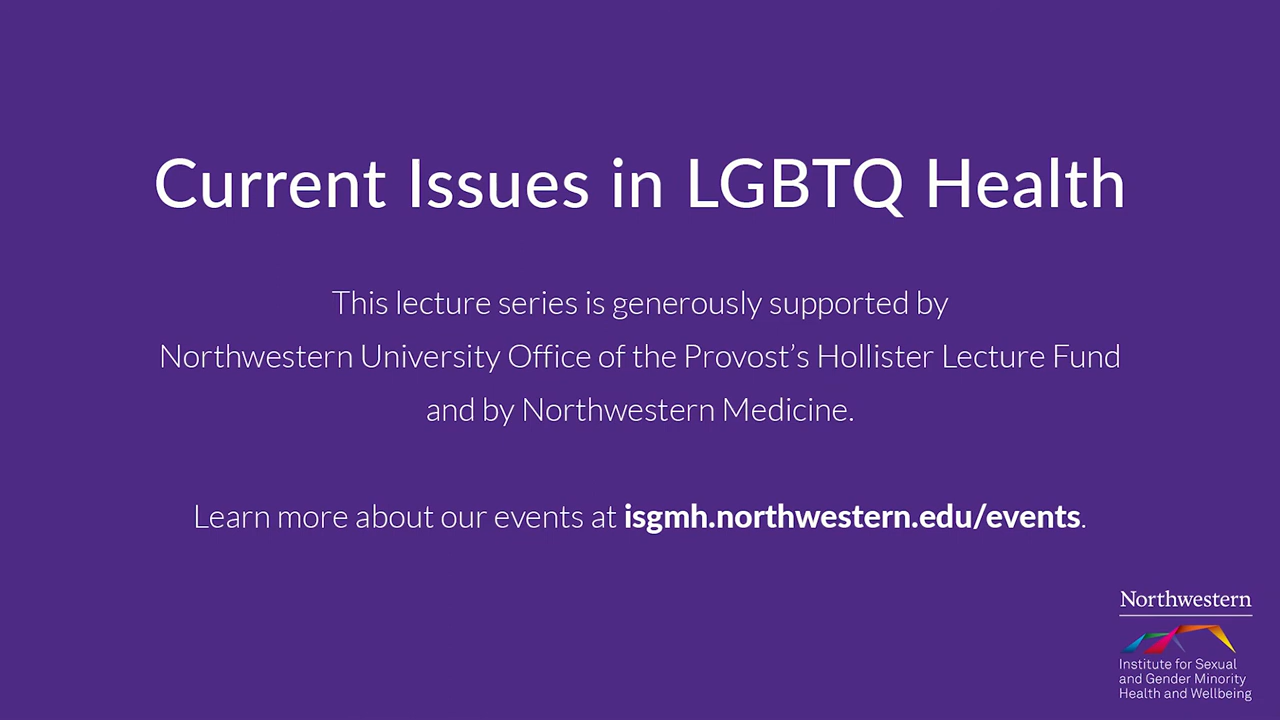 Current Issues in LGBTQ Health
This lecture series is generously supported by
Northwestern University Office of the Provost’s Hollister Lecture Fund
and by Northwestern Medicine.
Learn more about our events at isgmh.northwestern.edu/events.
Northwestern
Institute for Sexual
and Gender Minority
Health and Wellbeing